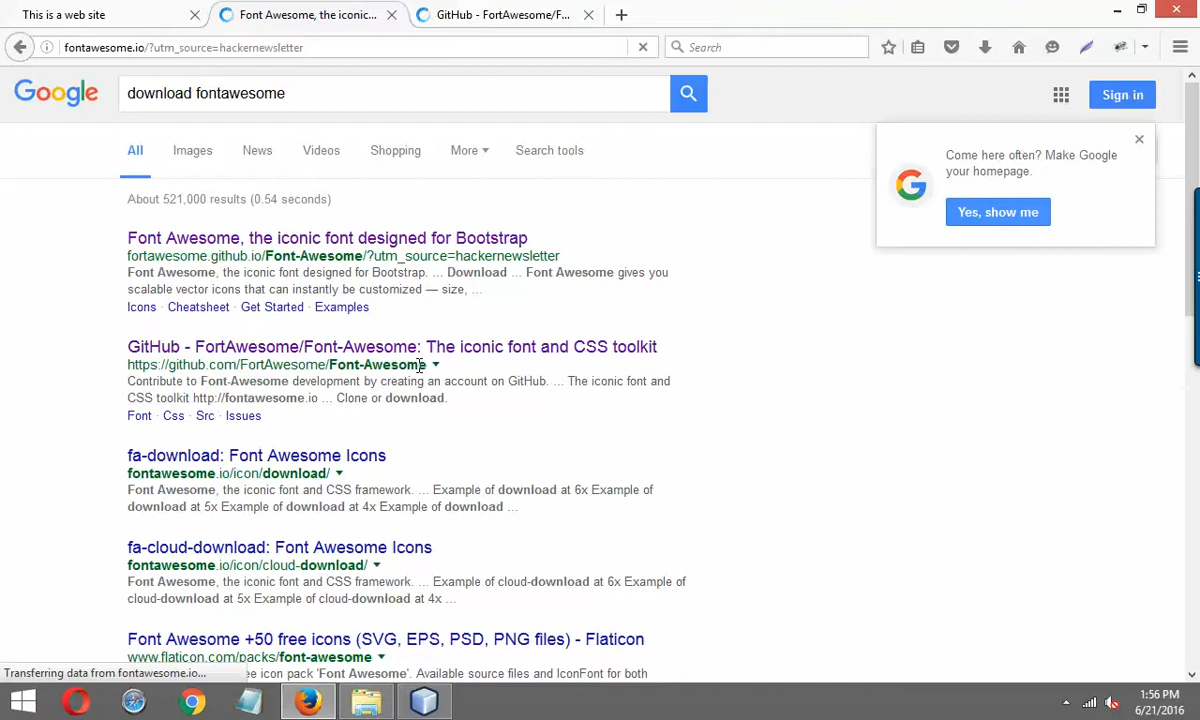 This is a web site
Font Awesome, the iconic...
GitHub - FortAwesome/F...
fontawesome.io/?utm_source=hackernewsletter
Search
Google
download fontawesome
Sign in
All
Images
News
Videos
Shopping
More
Search tools
Come here often? Make Google
your homepage.
Yes, show me
About 521,000 results (0.54 seconds)
Font Awesome, the iconic font designed for Bootstrap
fortawesome.github.io/Font-Awesome/?utm_source=hackernewsletter
Font Awesome, the iconic font designed for Bootstrap. ... Download ... Font Awesome gives you
scalable vector icons that can instantly be customized — size, ...
Icons · Cheatsheet · Get Started · Examples
GitHub - FortAwesome/Font-Awesome: The iconic font and CSS toolkit
https://github.com/FortAwesome/Font-Awesome
Contribute to Font-Awesome development by creating an account on GitHub. ... The iconic font and
CSS toolkit http://fontawesome.io ... Clone or download.
Font · Css · Src · Issues
fa-download: Font Awesome Icons
fontawesome.io/icon/download/
Font Awesome, the iconic font and CSS framework. ... Example of download at 6x Example of
download at 5x Example of download at 4x Example of download ...
fa-cloud-download: Font Awesome Icons
fontawesome.io/icon/cloud-download/
Font Awesome, the iconic font and CSS framework. ... Example of cloud-download at 6x Example of
cloud-download at 5x Example of cloud-download at 4x ...
Font Awesome +50 free icons (SVG, EPS, PSD, PNG files) - Flaticon
www.flaticon.com/packs/font-awesome
Transferring data from fontawesome.io...
ee icon pack 'Font Awesome'. Available source files and IconFont for both
1:56 PM
6/21/2016